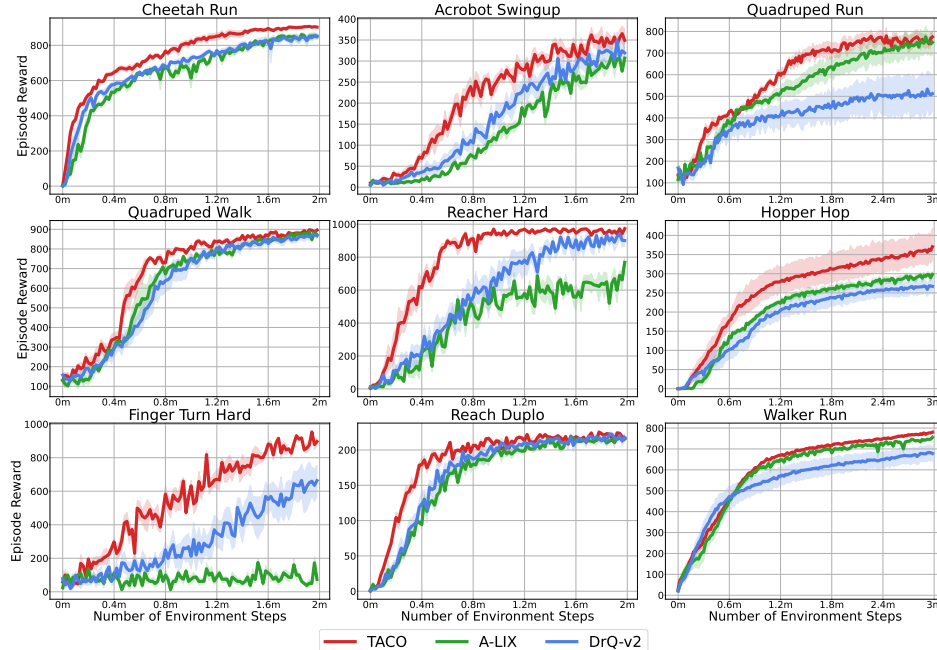 Cheetah Run
Acrobot Swingup
Quadruped Run
Episode Reward
800
600
400
200
0
0m 0.4m 0.8m 1.2m 1.6m 2m
400
350
300
250
200
150
100
50
0
0m 0.4m 0.8m 1.2m 1.6m 2m
800
700
600
500
400
300
200
100
0m 0.6m 1.2m 1.8m 2.4m 3m
Quadruped Walk
Reacher Hard
Hopper Hop
Episode Reward
900
800
700
600
500
400
300
200
100
0m 0.4m 0.8m 1.2m 1.6m 2m
1000
800
600
400
200
0
0m 0.4m 0.8m 1.2m 1.6m 2m
400
350
300
250
200
150
100
50
0
0m 0.6m 1.2m 1.8m 2.4m 3m
Finger Turn Hard
Reach Duplo
Walker Run
Episode Reward
1000
800
600
400
200
0
0m 0.4m 0.8m 1.2m 1.6m 2m
Number of Environment Steps
200
150
100
50
0
0m 0.4m 0.8m 1.2m 1.6m 2m
Number of Environment Steps
800
700
600
500
400
300
200
100
0
0m 0.6m 1.2m 1.8m 2.4m 3m
Number of Environment Steps
TACO A-LIX DrQ-v2